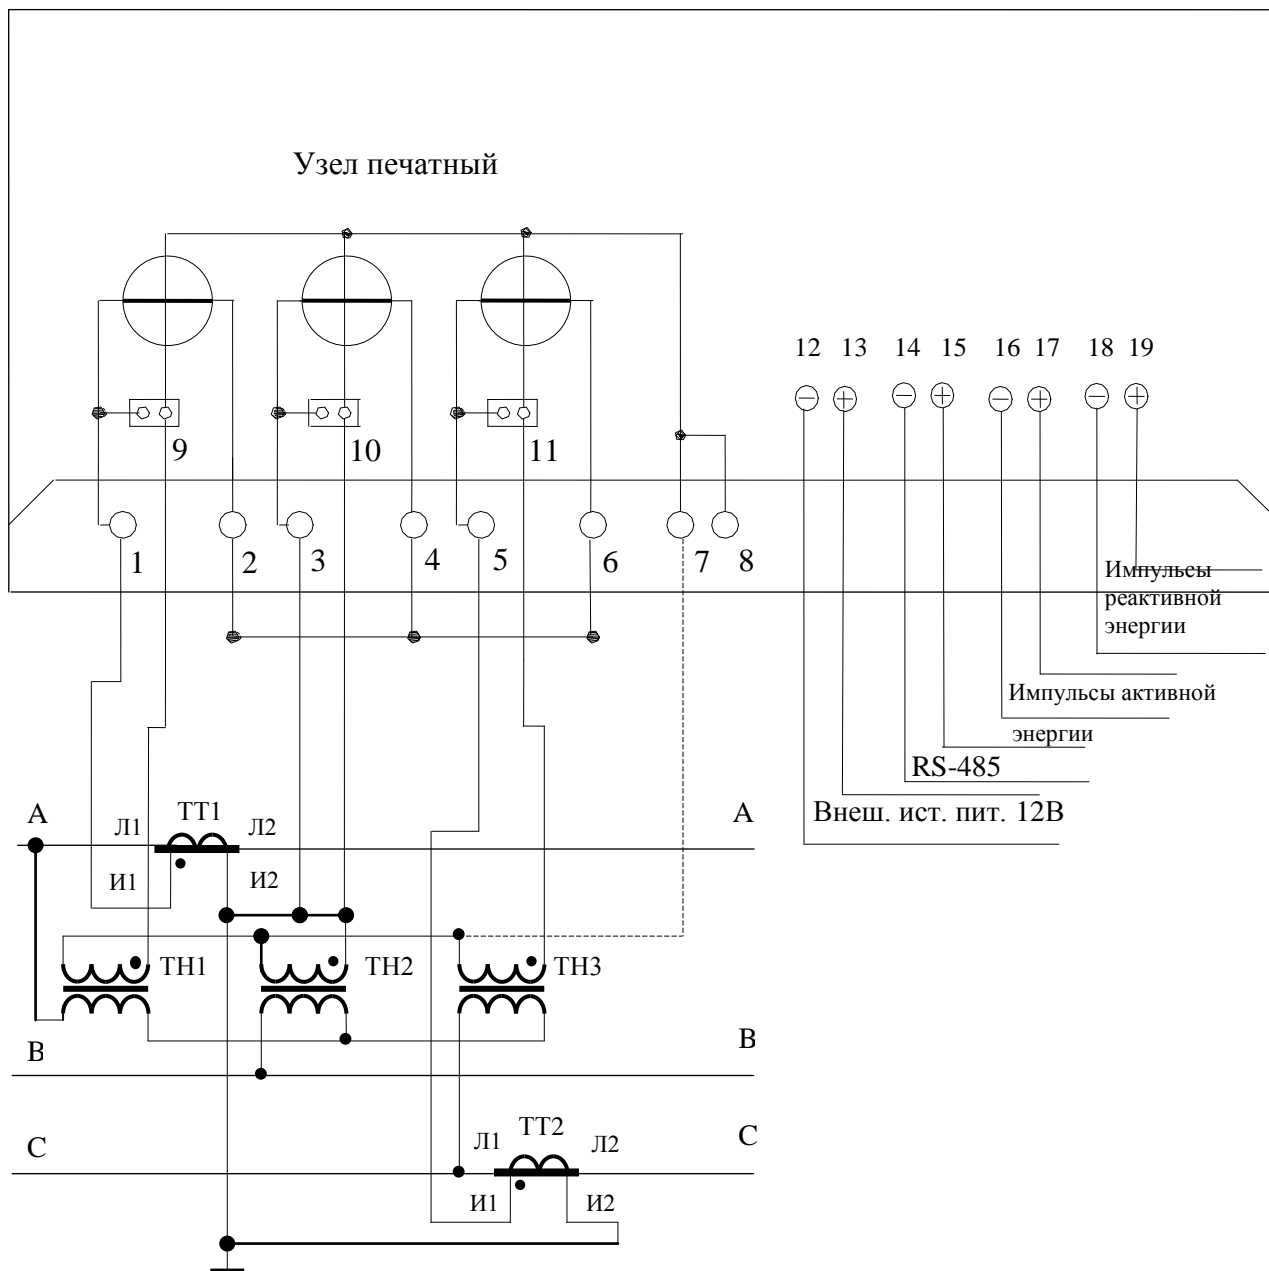 Узел печатный
12 13 14 15 16 17 18 19
9 10 11
1 2 3 4 5 6 7 8
Импульсы
реактивной
энергии
Импульсы активной
энергии
RS-485
Внеш. ист. пит. 12В
А ТТ1 А
Л1 Л2
И1 И2
ТН1 ТН2 ТН3
В В
С ТТ2 С
Л1 Л2
И1 И2